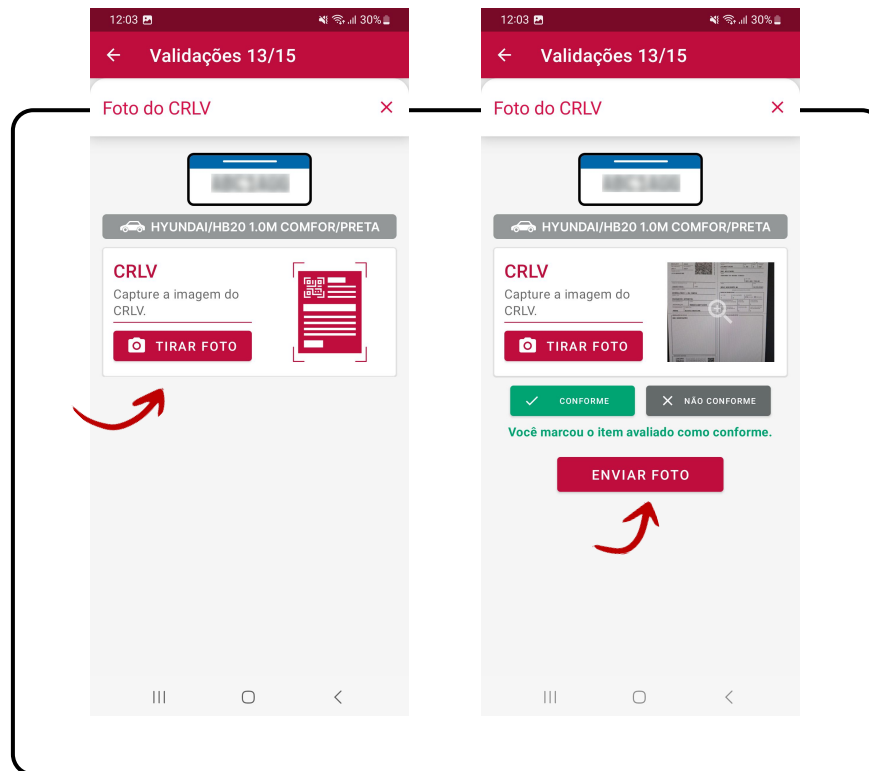 12:03
30%
Validações 13/15
Foto do CRLV
HYUNDAI/HB20 1.0M COMFOR/PRETA
CRLV
Capture a imagem do
CRLV.
TIRAR FOTO
12:03
30%
Validações 13/15
Foto do CRLV
HYUNDAI/HB20 1.0M COMFOR/PRETA
CRLV
Capture a imagem do
CRLV.
TIRAR FOTO
CONFORME
NÃO CONFORME
Você marcou o item avaliado como conforme.
ENVIAR FOTO